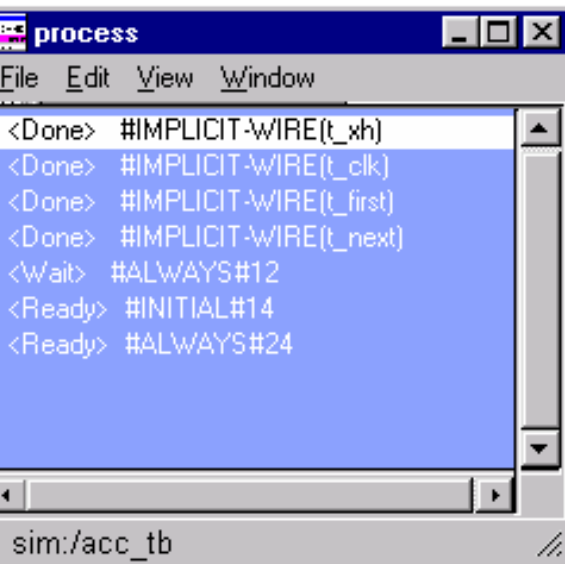 process
File Edit View Window
<Done> #IMPLICIT-WIRE(t_xh)
<Done> #IMPLICIT-WIRE(t_clk)
<Done> #IMPLICIT-WIRE(t_first)
<Done> #IMPLICIT-WIRE(t_next)
<Wait> #ALWAYS#12
<Ready> #INITIAL#14
<Ready> #ALWAYS#24
sim:/acc_tb